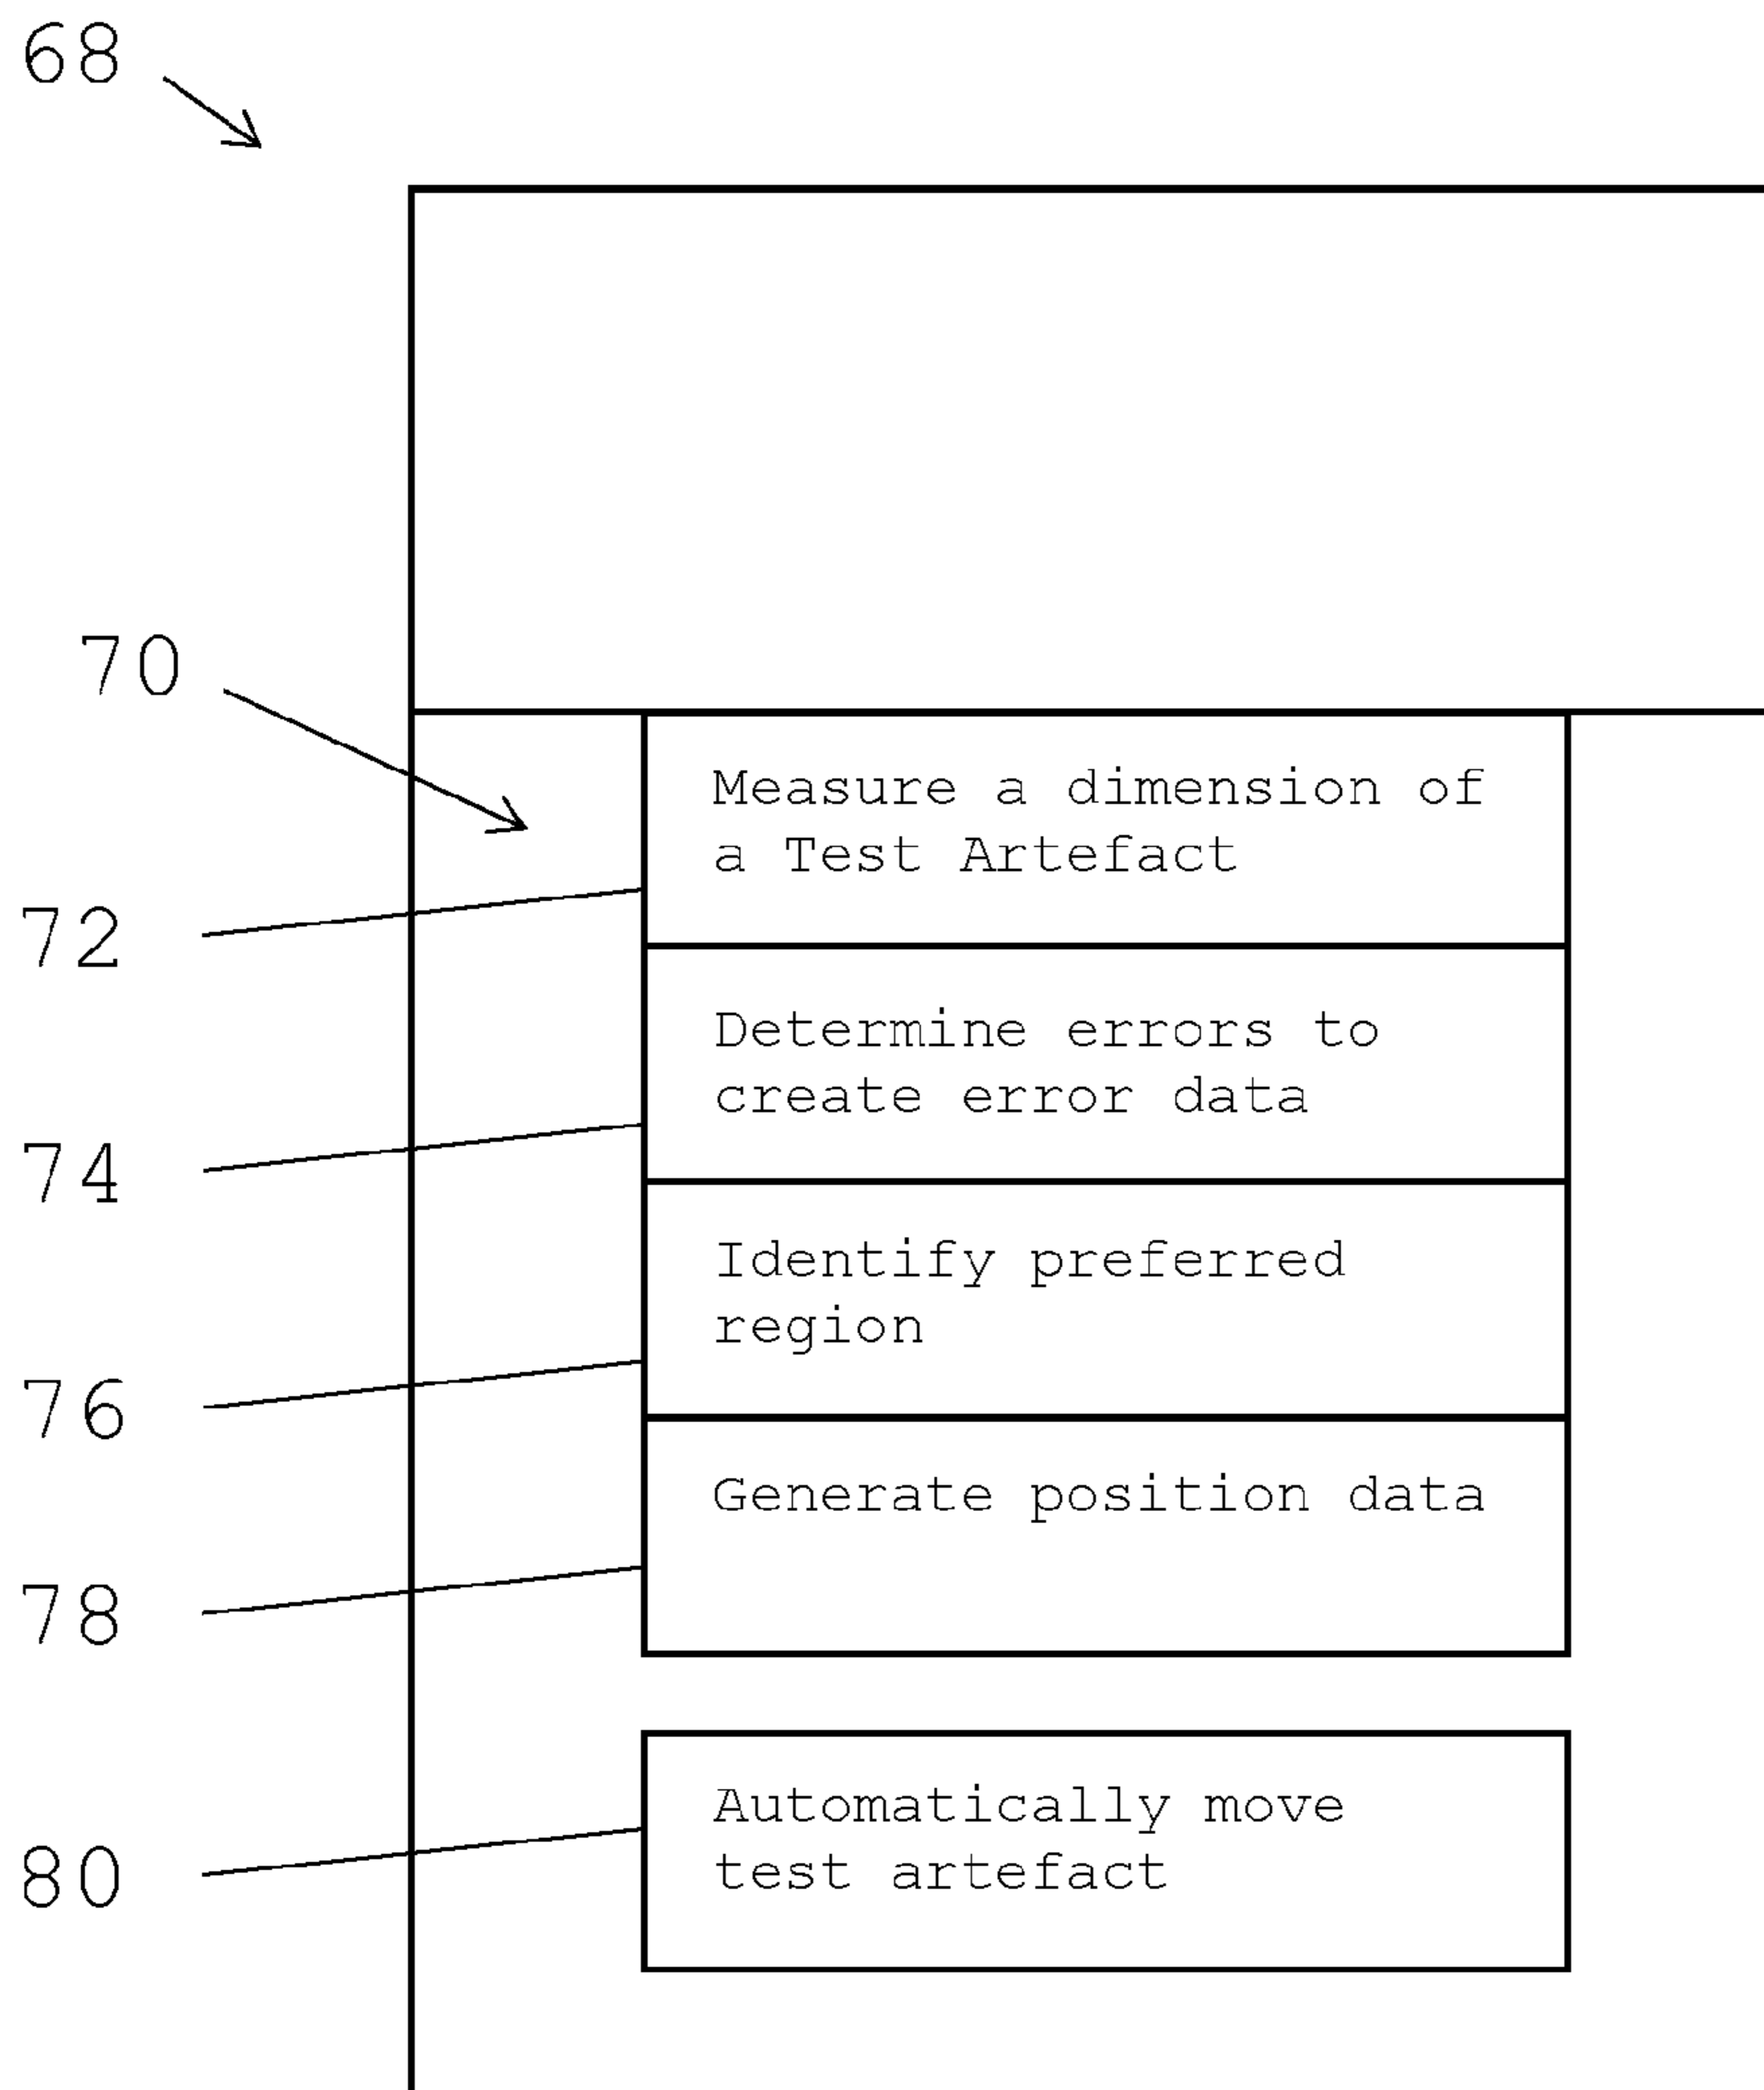 68
70
Measure a dimension of
a Test Artefact
72
Determine errors to
create error data
74
Identify preferred
region
76
Generate position data
78
Automatically move
test artefact
80